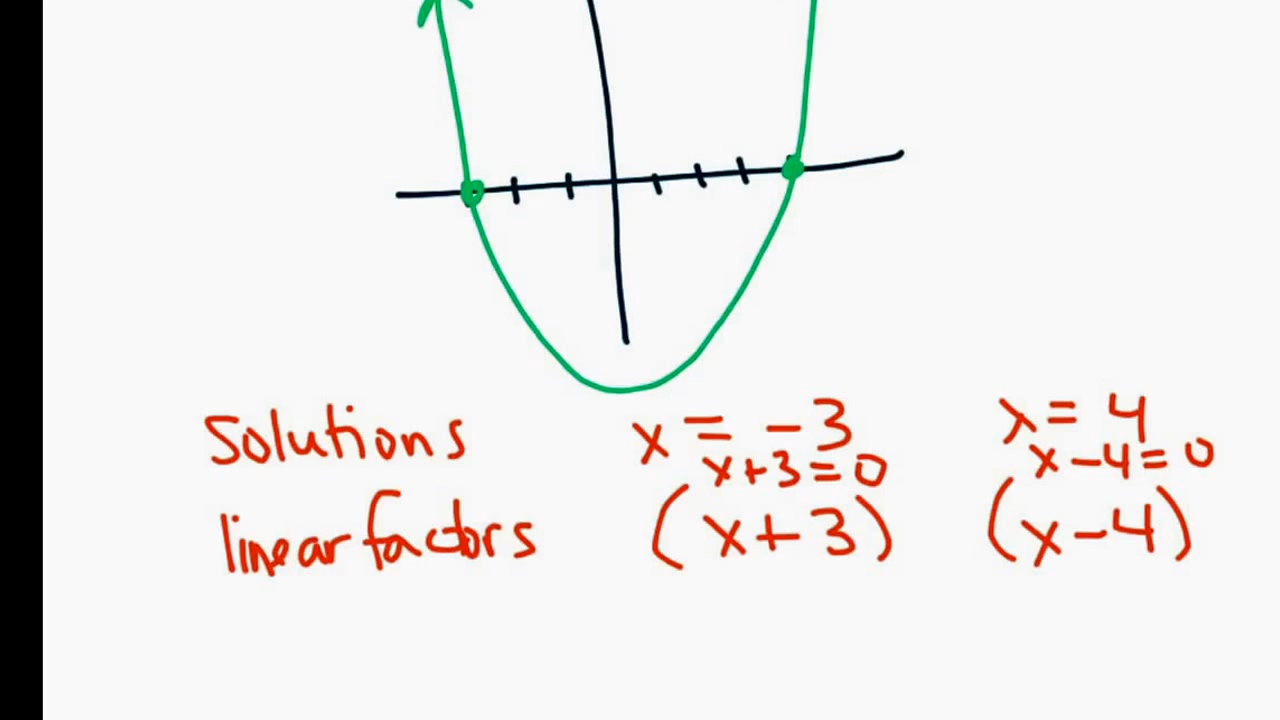 Solutions x = -3 x = 4
x+3=0 x-4=0
linear factors (x+3) (x-4)